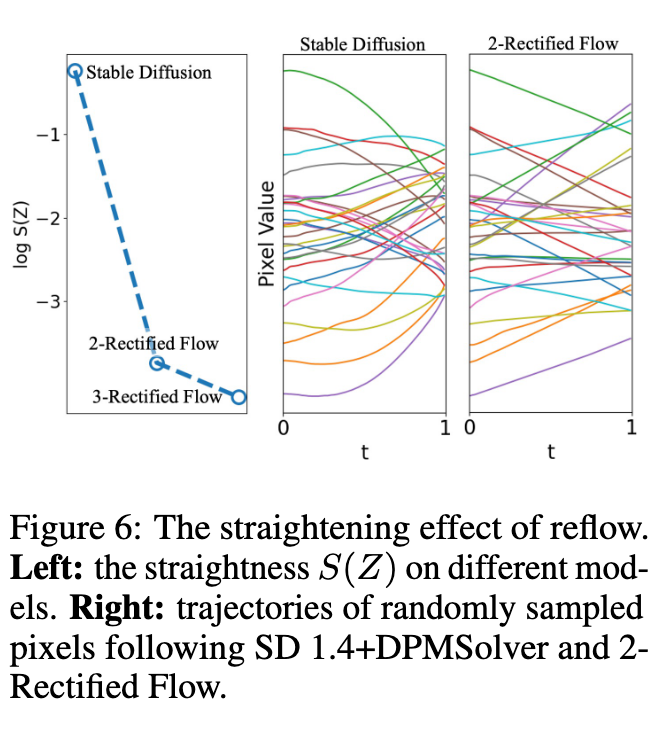 Stable Diffusion
2-Rectified Flow
Stable Diffusion
−1
−2
−3
log S(Z)
2-Rectified Flow
3-Rectified Flow
Pixel Value
0
1
t
0
1
t
Figure 6: The straightening effect of reflow.
Left: the straightness S(Z) on different mod-
els. Right: trajectories of randomly sampled
pixels following SD 1.4+DPMSolver and 2-
Rectified Flow.